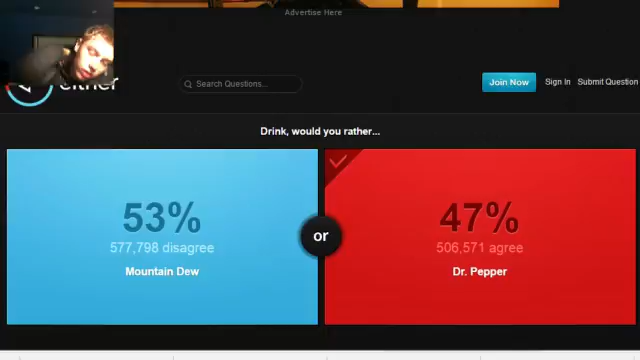 Advertise Here
either
Search Questions...
Join Now
Sign In
Submit Question
Drink, would you rather...
53%
577,798 disagree
Mountain Dew
or
47%
506,571 agree
Dr. Pepper